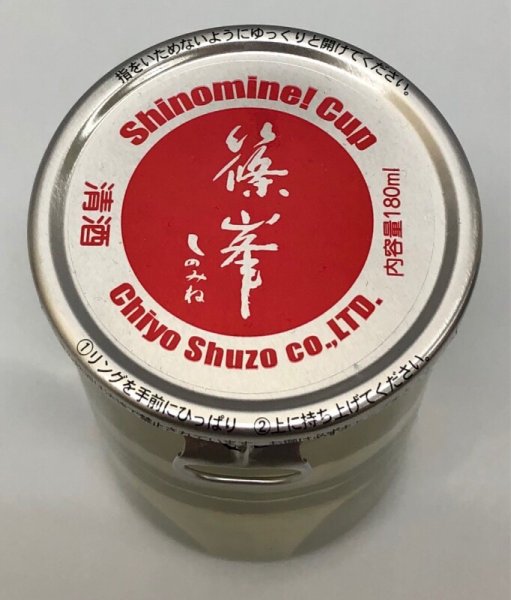 指をいためないようにゆっくりと開けてください。
Shinomine! Cup
清酒
篠峯
しのみね
内容量180ml
Chiyo Shuzo CO.,LTD.
①リングを手前にひっぱり ②上に持ち上げてください。